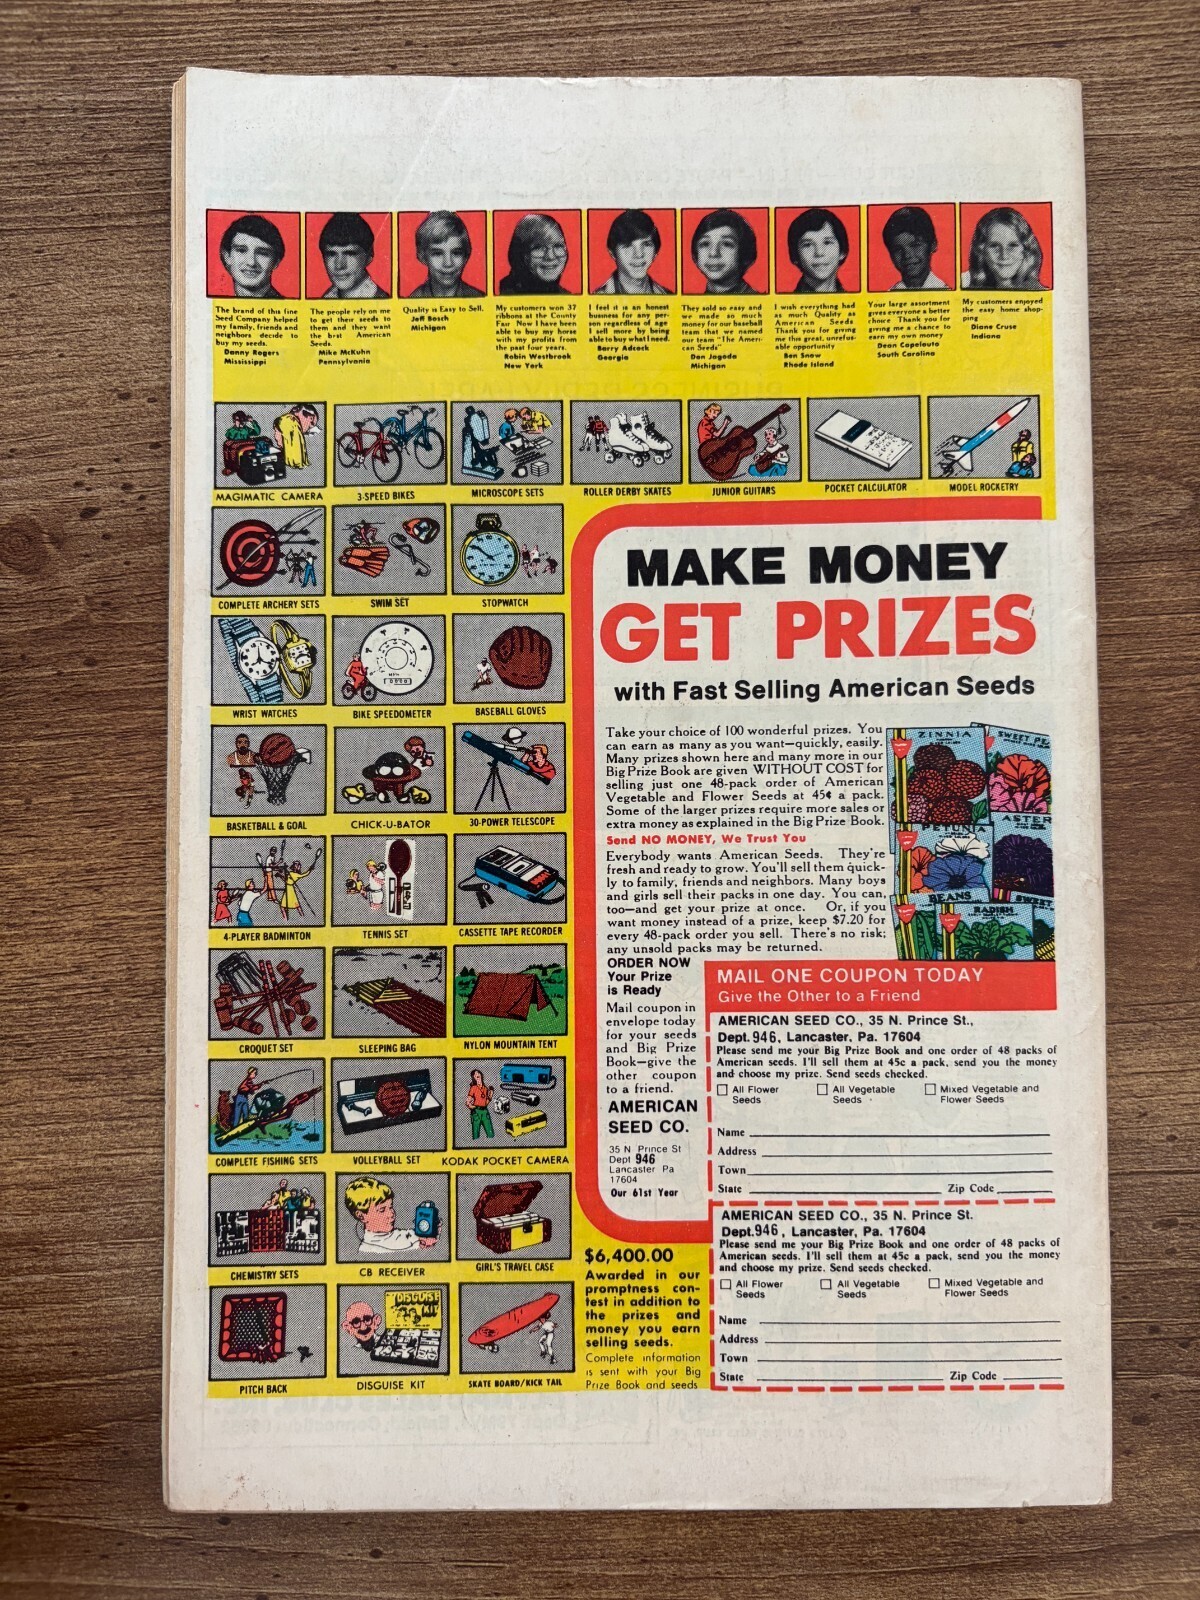 The brand of this fine
Seed Company helped
my family, friends and
neighbors decide to
buy my seeds.
Danny Rogers
Mississippi
The people rely on me
to get their seeds to
them and they want
the best American
Seeds.
Mike McKuhn
Pennsylvania
Quality is Easy to Sell.
Jeff Bosch
Michigan
My customers won 37
ribbons at the County
Fair Now I have been
able to buy my horse
with my profits from
the past four years.
Robin Westbrook
New York
I feel it is an honest
business for any per-
son regardless of age
I sell more by being
able to buy what I need.
Barry Adcock
Georgia
They sold so easy and
we made so much
money for our baseball
team that we named
our team "The Ameri-
can Seeds"
Dan Jagoda
Michigan
I wish everything had
as much Quality as
American Seeds
Thank you for giving
me this great, unrefus-
able opportunity
Ben Snow
Rhode Island
Your large assortment
gives everyone a better
choice Thank you for
giving me a chance to
earn my own money
Dean Capelouto
South Carolina
My customers enjoyed
the easy home shop-
ping
Diane Cruse
Indiana
MAGIMATIC CAMERA
3-SPEED BIKES
MICROSCOPE SETS
ROLLER DERBY SKATES
JUNIOR GUITARS
POCKET CALCULATOR
MODEL ROCKETRY
COMPLETE ARCHERY SETS
SWIM SET
STOPWATCH
WRIST WATCHES
BIKE SPEEDOMETER
BASEBALL GLOVES
BASKETBALL & GOAL
CHICK-U-BATOR
30-POWER TELESCOPE
4-PLAYER BADMINTON
TENNIS SET
CASSETTE TAPE RECORDER
CROQUET SET
SLEEPING BAG
NYLON MOUNTAIN TENT
COMPLETE FISHING SETS
VOLLEYBALL SET
KODAK POCKET CAMERA
CHEMISTRY SETS
CB RECEIVER
GIRL'S TRAVEL CASE
PITCH BACK
DISGUISE
DISGUISE KIT
SKATE BOARD/KICK TAIL
MAKE MONEY
GET PRIZES
with Fast Selling American Seeds
Take your choice of 100 wonderful prizes. You
can earn as many as you want—quickly, easily.
Many prizes shown here and many more in our
Big Prize Book are given WITHOUT COST for
selling just one 48-pack order of American
Vegetable and Flower Seeds at 45¢ a pack.
Some of the larger prizes require more sales or
extra money as explained in the Big Prize Book.
Send NO MONEY, We Trust You
Everybody wants American Seeds. They're
fresh and ready to grow. You'll sell them quick-
ly to family, friends and neighbors. Many boys
and girls sell their packs in one day. You can,
too—and get your prize at once. Or, if you
want money instead of a prize, keep $7.20 for
every 48-pack order you sell. There's no risk;
any unsold packs may be returned.
ZINNIA
SWEET PE
PETUNIA
ASTER
BEANS
RADISH
SWEET
ORDER NOW
Your Prize
is Ready
Mail coupon in
envelope today
for your seeds
and Big Prize
Book—give the
other coupon
to a friend.
AMERICAN
SEED CO.
35 N Prince St
Dept 946
Lancaster Pa
17604
Our 61st Year
$6,400.00
Awarded in our
promptness con-
test in addition to
the prizes and
money you earn
selling seeds.
Complete information
is sent with your Big
Prize Book and seeds
MAIL ONE COUPON TODAY
Give the Other to a Friend
AMERICAN SEED CO., 35 N. Prince St.,
Dept. 946, Lancaster, Pa. 17604
Please send me your Big Prize Book and one order of 48 packs of
American seeds. I'll sell them at 45c a pack, send you the money
and choose my prize. Send seeds checked.
All Flower Seeds
All Vegetable Seeds
Mixed Vegetable and Flower Seeds
Name
Address
Town
State Zip Code
AMERICAN SEED CO., 35 N. Prince St.
Dept. 946, Lancaster, Pa. 17604
Please send me your Big Prize Book and one order of 48 packs of
American seeds. I'll sell them at 45c a pack, send you the money
and choose my prize. Send seeds checked.
All Flower Seeds
All Vegetable Seeds
Mixed Vegetable and Flower Seeds
Name
Address
Town
State Zip Code